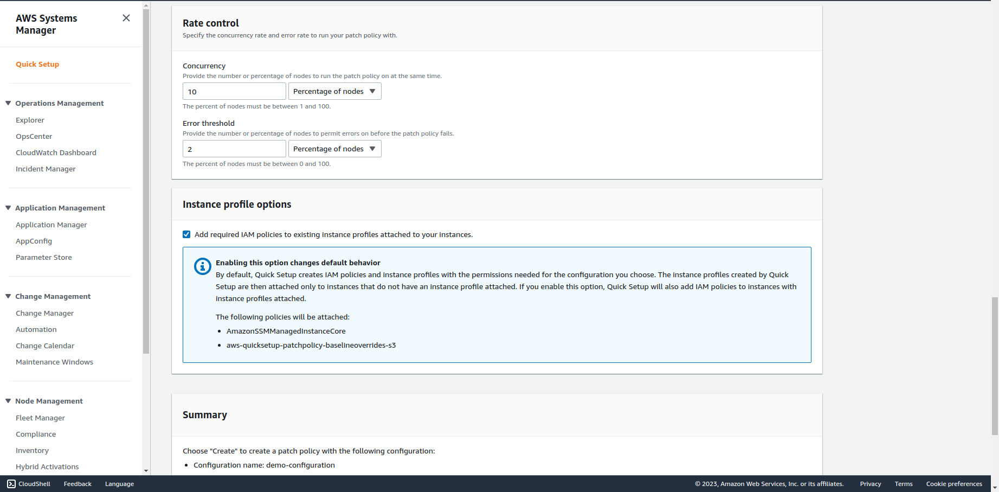 AWS Systems
Manager
Quick Setup
Operations Management
Explorer
OpsCenter
CloudWatch Dashboard
Incident Manager
Application Management
Application Manager
AppConfig
Parameter Store
Change Management
Change Manager
Automation
Change Calendar
Maintenance Windows
Node Management
Fleet Manager
Compliance
Inventory
Hybrid Activations
Rate control
Specify the concurrency rate and error rate to run your patch policy with.
Concurrency
Provide the number or percentage of nodes to run the patch policy on at the same time.
10 Percentage of nodes
The percent of nodes must be between 1 and 100.
Error threshold
Provide the number or percentage of nodes to permit errors on before the patch policy fails.
2 Percentage of nodes
The percent of nodes must be between 0 and 100.
Instance profile options
Add required IAM policies to existing instance profiles attached to your instances.
Enabling this option changes default behavior
By default, Quick Setup creates IAM policies and instance profiles with the permissions needed for the configuration you choose. The instance profiles created by Quick
Setup are then attached only to instances that do not have an instance profile attached. If you enable this option, Quick Setup will also add IAM policies to instances with
instance profiles attached.
The following policies will be attached:
• AmazonSSMManagedInstanceCore
• aws-quicksetup-patchpolicy-baselineoverrides-s3
Summary
Choose "Create" to create a patch policy with the following configuration:
• Configuration name: demo-configuration
CloudShell Feedback Language © 2023, Amazon Web Services, Inc. or its affiliates. Privacy Terms Cookie preferences